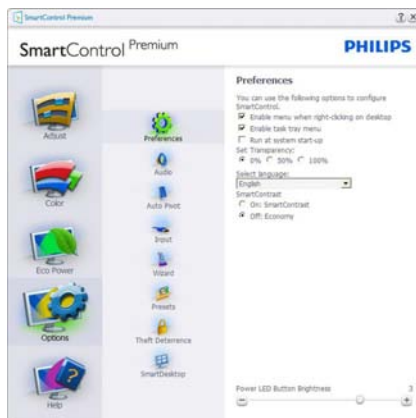 SmartControl Premium
SmartControl Premium
PHILIPS
Adjust
Color
Eco Power
Options
Help
Preferences
Audio
Auto Pivot
Input
Wizard
Presets
Theft Deterrence
SmartDesktop
Preferences
You can use the following options to configure
SmartControl.
Enable menu when right-clicking on desktop
Enable task tray menu
Run at system start-up
Set Transparency:
0% 50% 100%
Select language:
English
SmartContrast
On: SmartContrast
Off: Economy
Power LED Button Brightness 3